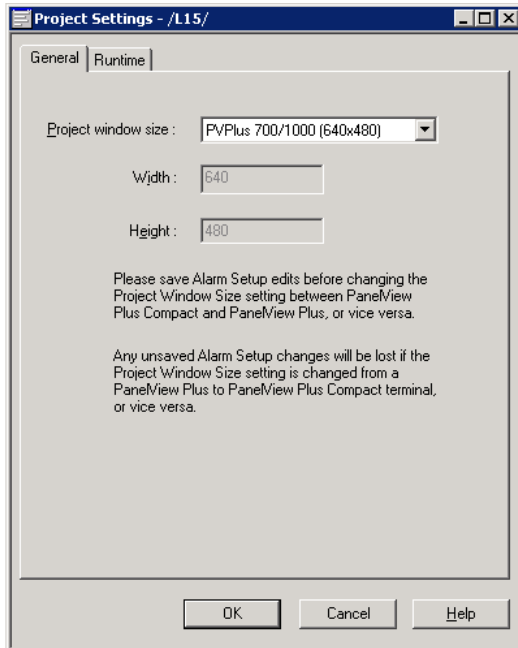 Project Settings - /L15/
General Runtime
Project window size : PVPlus 700/1000 (640x480)
Width : 640
Height : 480
Please save Alarm Setup edits before changing the
Project Window Size setting between PanelView
Plus Compact and PanelView Plus, or vice versa.
Any unsaved Alarm Setup changes will be lost if the
Project Window Size setting is changed from a
PanelView Plus to PanelView Plus Compact terminal,
or vice versa.
OK Cancel Help